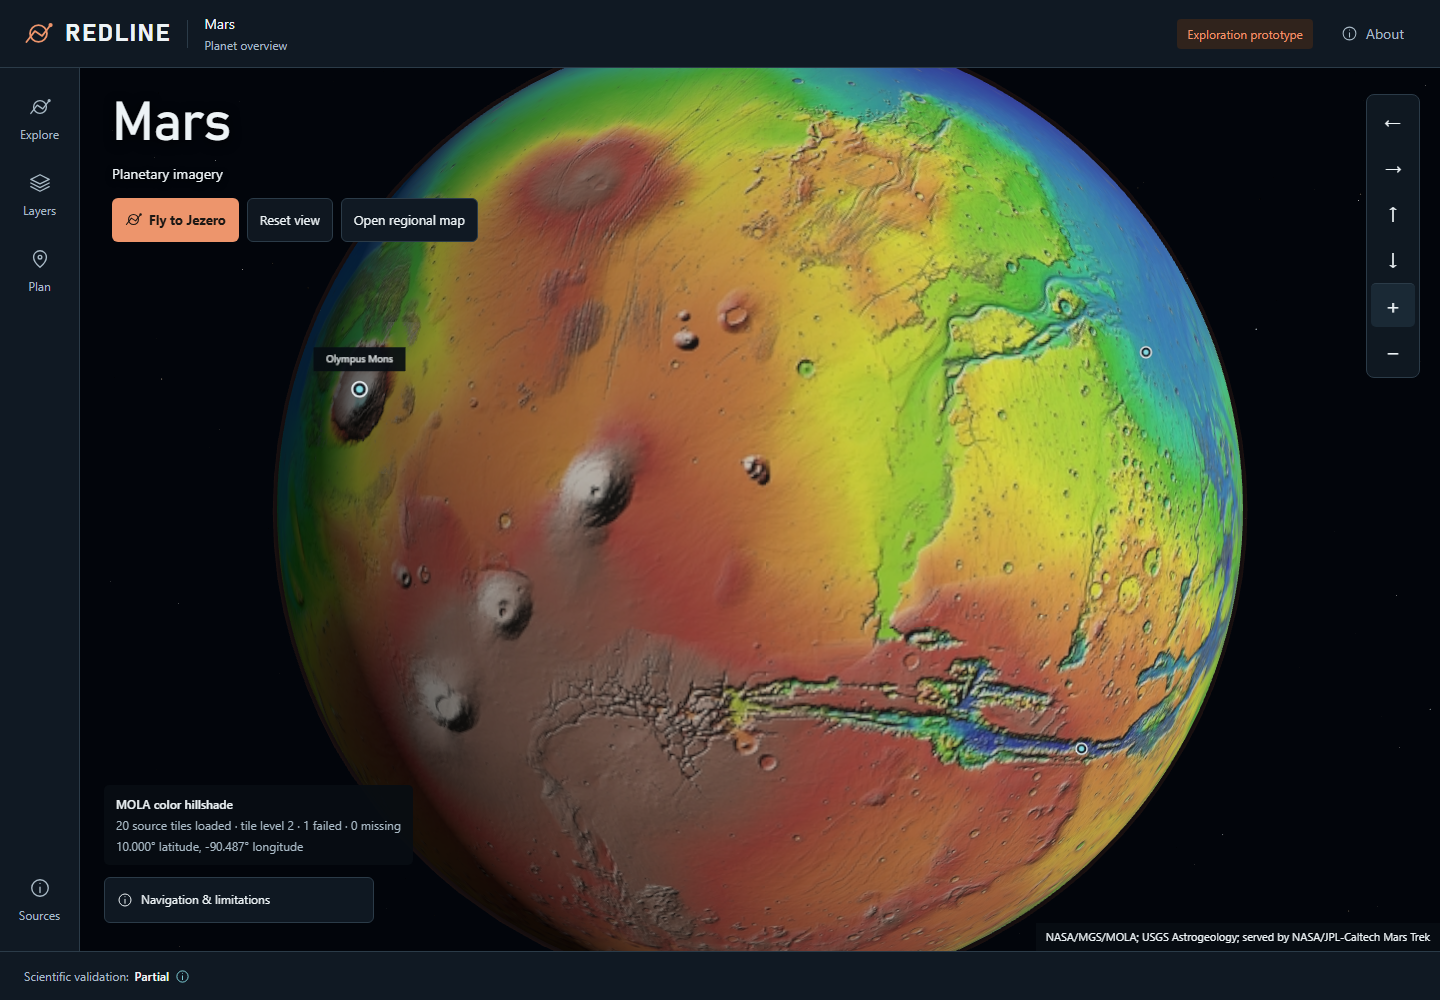 REDLINE
Mars
Planet overview
Exploration prototype
About
Explore
Layers
Plan
Sources
Mars
Planetary imagery
Fly to Jezero
Reset view
Open regional map
Olympus Mons
MOLA color hillshade
20 source tiles loaded · tile level 2 · 1 failed · 0 missing
10.000° latitude, -90.487° longitude
Navigation & limitations
NASA/MGS/MOLA; USGS Astrogeology; served by NASA/JPL-Caltech Mars Trek
Scientific validation: Partial